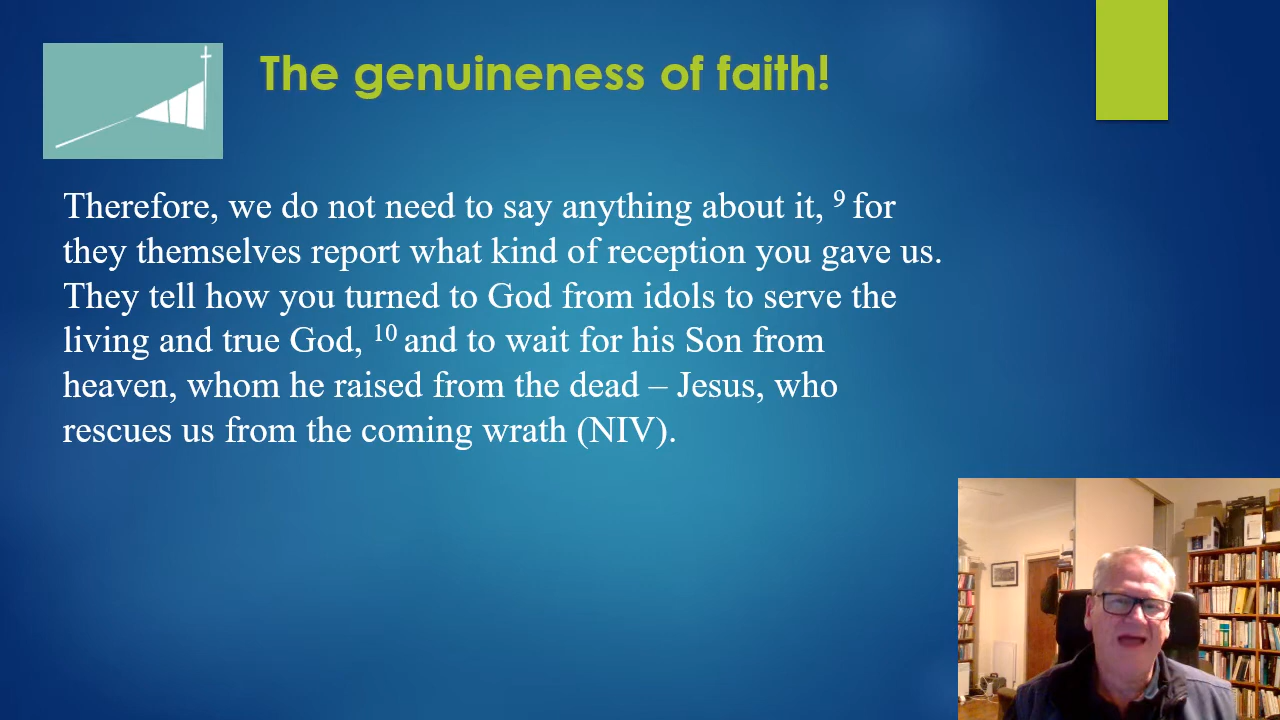 The genuineness of faith!
Therefore, we do not need to say anything about it, ⁹ for
they themselves report what kind of reception you gave us.
They tell how you turned to God from idols to serve the
living and true God, ¹⁰ and to wait for his Son from
heaven, whom he raised from the dead – Jesus, who
rescues us from the coming wrath (NIV).